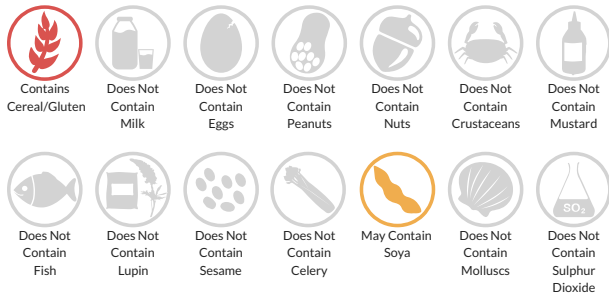 Contains
Cereal/Gluten
Does Not
Contain
Milk
Does Not
Contain
Eggs
Does Not
Contain
Peanuts
Does Not
Contain
Nuts
Does Not
Contain
Crustaceans
Does Not
Contain
Mustard
Does Not
Contain
Fish
Does Not
Contain
Lupin
Does Not
Contain
Sesame
Does Not
Contain
Celery
May Contain
Soya
Does Not
Contain
Molluscs
SO₂
Does Not
Contain
Sulphur
Dioxide